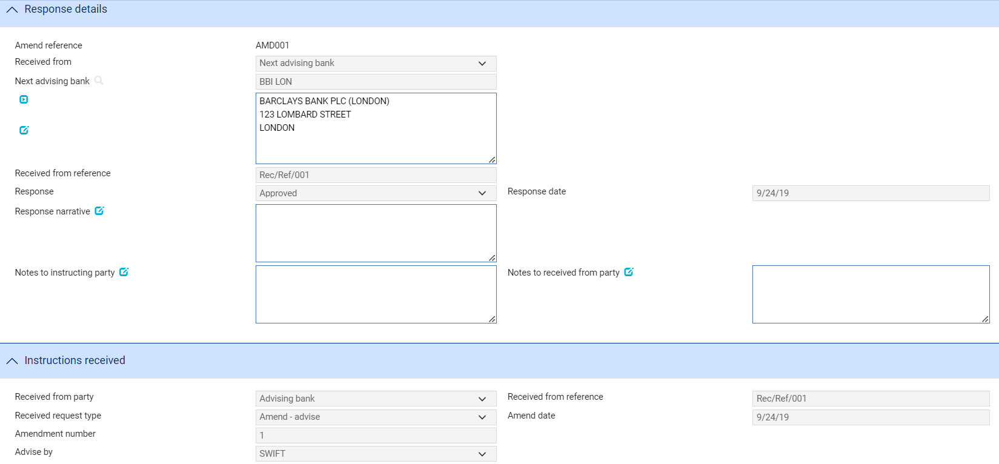 Response details
Amend reference AMD001
Received from Next advising bank
Next advising bank BBI LON
BARCLAYS BANK PLC (LONDON)
123 LOMBARD STREET
LONDON
Received from reference Rec/Ref/001
Response Approved Response date 9/24/19
Response narrative
Notes to instructing party Notes to received from party
Instructions received
Received from party Advising bank Received from reference Rec/Ref/001
Received request type Amend - advise Amend date 9/24/19
Amendment number 1
Advise by SWIFT